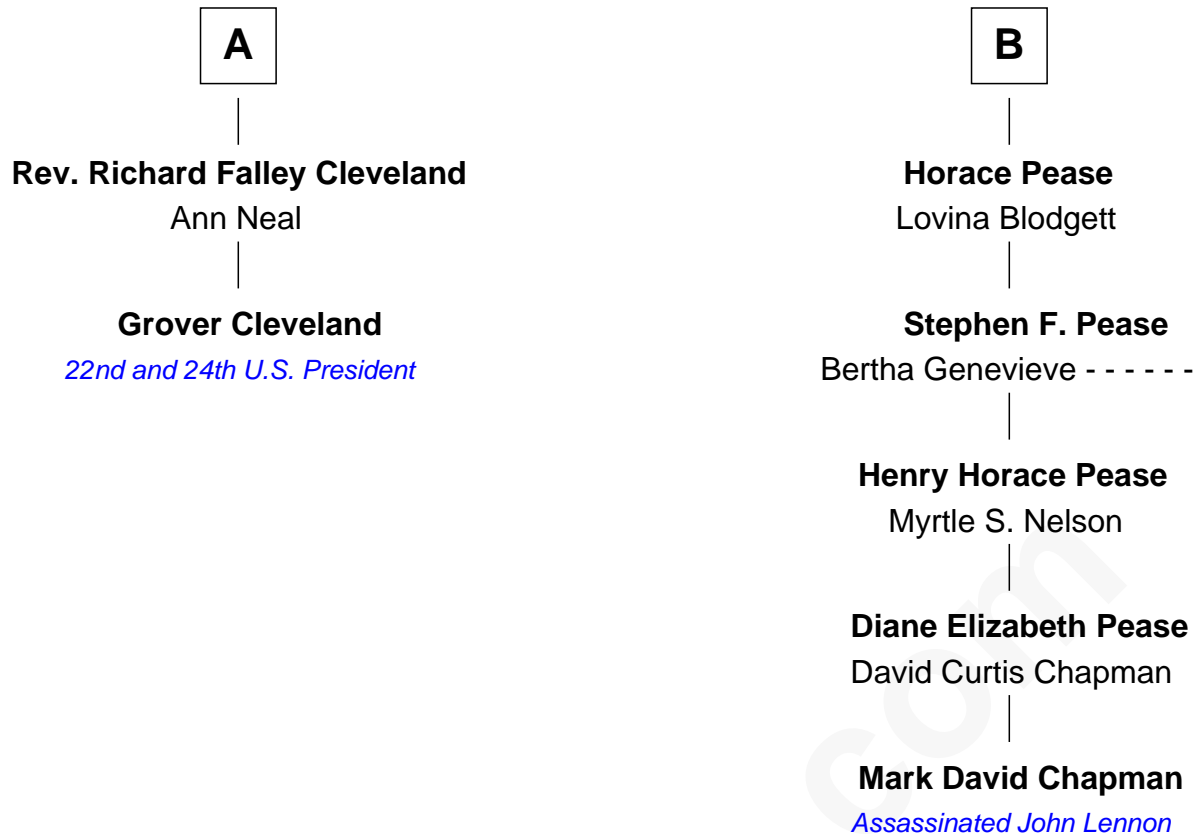 A
Rev. Richard Falley Cleveland
Ann Neal
Grover Cleveland
22nd and 24th U.S. President
B
Horace Pease
Lovina Blodgett
Stephen F. Pease
Bertha Genevieve - - - - - -
Henry Horace Pease
Myrtle S. Nelson
Diane Elizabeth Pease
David Curtis Chapman
Mark David Chapman
Assassinated John Lennon
com